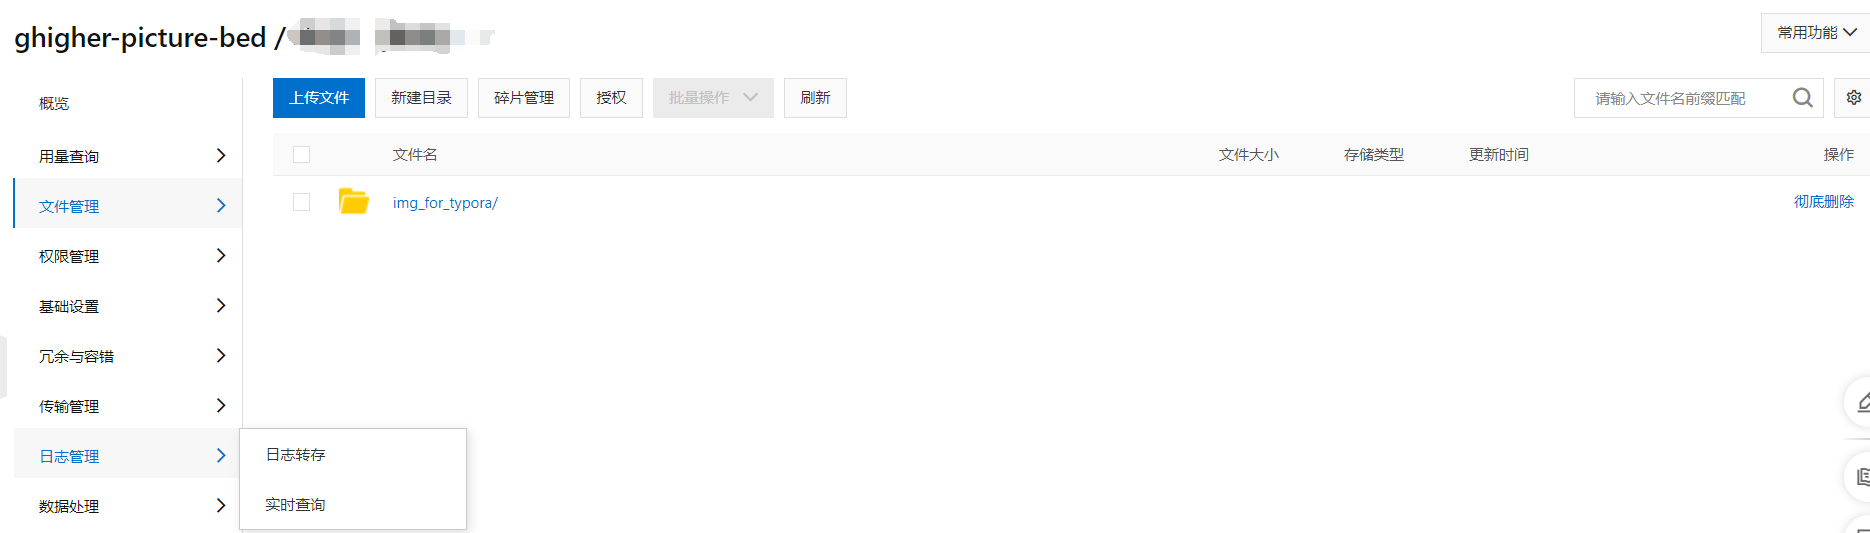 ghigher-picture-bed /
常用功能
概览
用量查询
文件管理
权限管理
基础设置
冗余与容错
传输管理
日志管理
数据处理
日志转存
实时查询
上传文件 新建目录 碎片管理 授权 批量操作 刷新
请输入文件名前缀匹配
文件名 文件大小 存储类型 更新时间 操作
img_for_typora/ 彻底删除